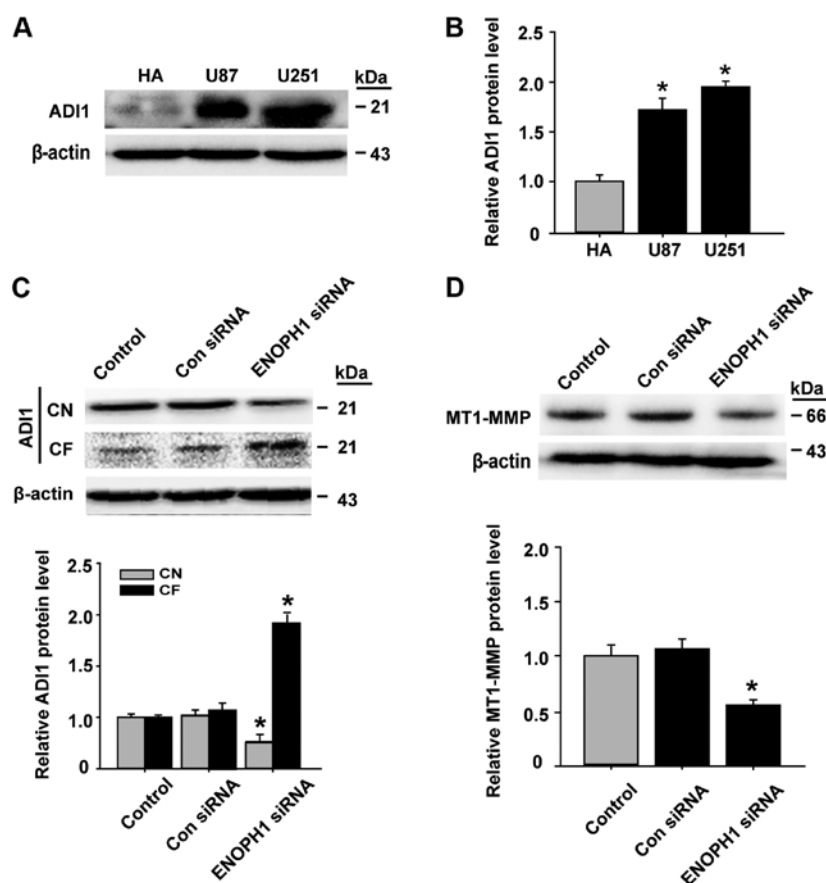 A
HA U87 U251 kDa
ADI1 21
β-actin 43
B
Relative ADI1 protein level
2.5
2.0
1.5
1.0
0
* *
HA U87 U251
C
Control Con siRNA ENOPH1 siRNA kDa
ADI1
CN 21
CF 21
β-actin 43
Relative ADI1 protein level
2.5
2.0
1.5
1.0
0
CN
CF
* *
Control Con siRNA ENOPH1 siRNA
D
Control Con siRNA ENOPH1 siRNA kDa
MT1-MMP 66
β-actin 43
Relative MT1-MMP protein level
2.0
1.5
1.0
0.5
0
*
Control Con siRNA ENOPH1 siRNA